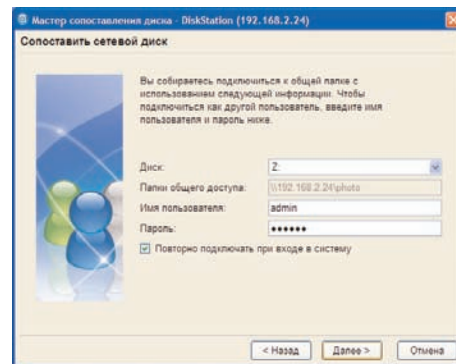 Мастер сопоставления диска - DiskStation (192.168.2.24)
Сопоставить сетевой диск
Вы собираетесь подключиться к общей папке с
использованием следующей информации. Чтобы
подключиться как другой пользователь, введите имя
пользователя и пароль ниже.
Диск: Z:
Папки общего доступа: \\192.168.2.24\photo
Имя пользователя: admin
Пароль: ••••••
Повторно подключать при входе в систему
< Назад Далее > Отмена